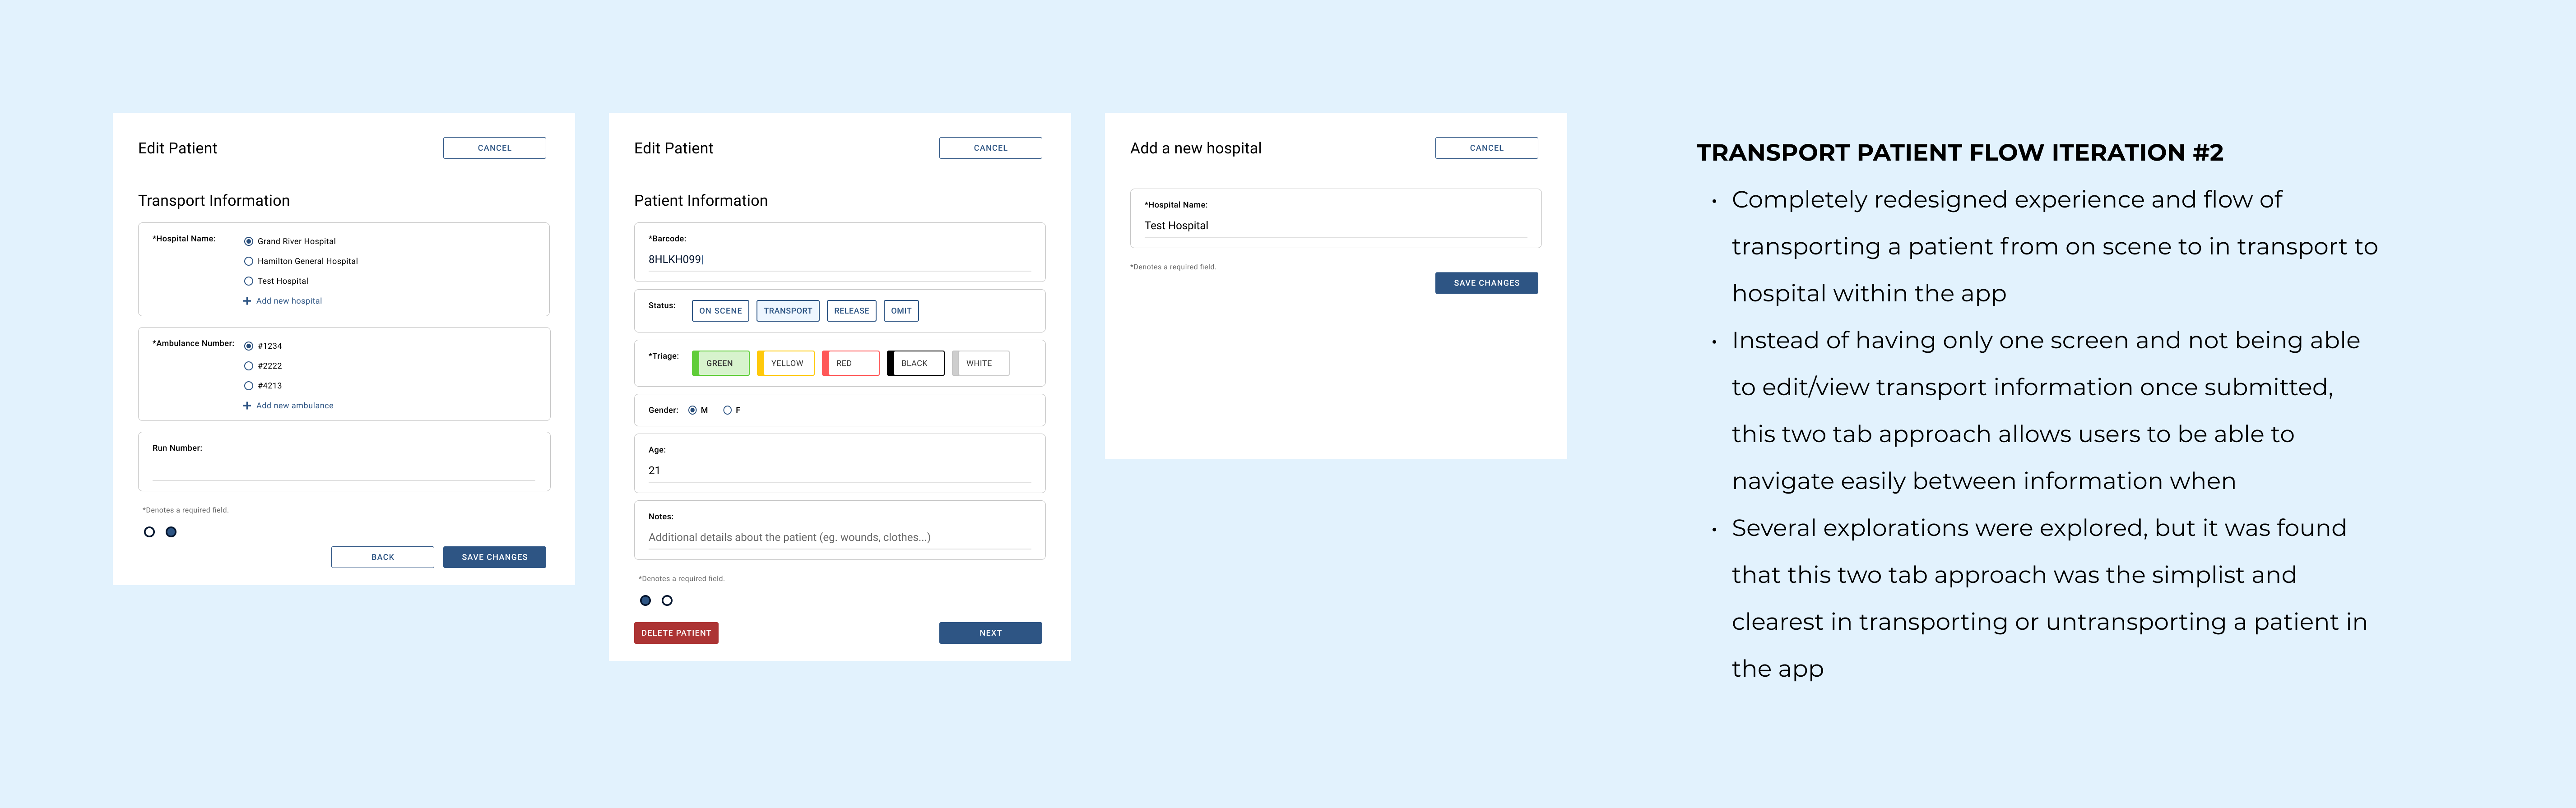 Edit Patient
CANCEL
Transport Information
*Hospital Name:
Grand River Hospital
Hamilton General Hospital
Test Hospital
+ Add new hospital
*Ambulance Number:
#1234
#2222
#4213
+ Add new ambulance
Run Number:
*Denotes a required field.
BACK
SAVE CHANGES
Edit Patient
CANCEL
Patient Information
*Barcode:
8HLKH099
Status:
ON SCENE
TRANSPORT
RELEASE
OMIT
*Triage:
GREEN
YELLOW
RED
BLACK
WHITE
Gender:
M
F
Age:
21
Notes:
Additional details about the patient (eg. wounds, clothes...)
*Denotes a required field.
DELETE PATIENT
NEXT
Add a new hospital
CANCEL
*Hospital Name:
Test Hospital
*Denotes a required field.
SAVE CHANGES
TRANSPORT PATIENT FLOW ITERATION #2
• Completely redesigned experience and flow of
transporting a patient from on scene to in transport to
hospital within the app
• Instead of having only one screen and not being able
to edit/view transport information once submitted,
this two tab approach allows users to be able to
navigate easily between information when
• Several explorations were explored, but it was found
that this two tab approach was the simplist and
clearest in transporting or untransporting a patient in
the app